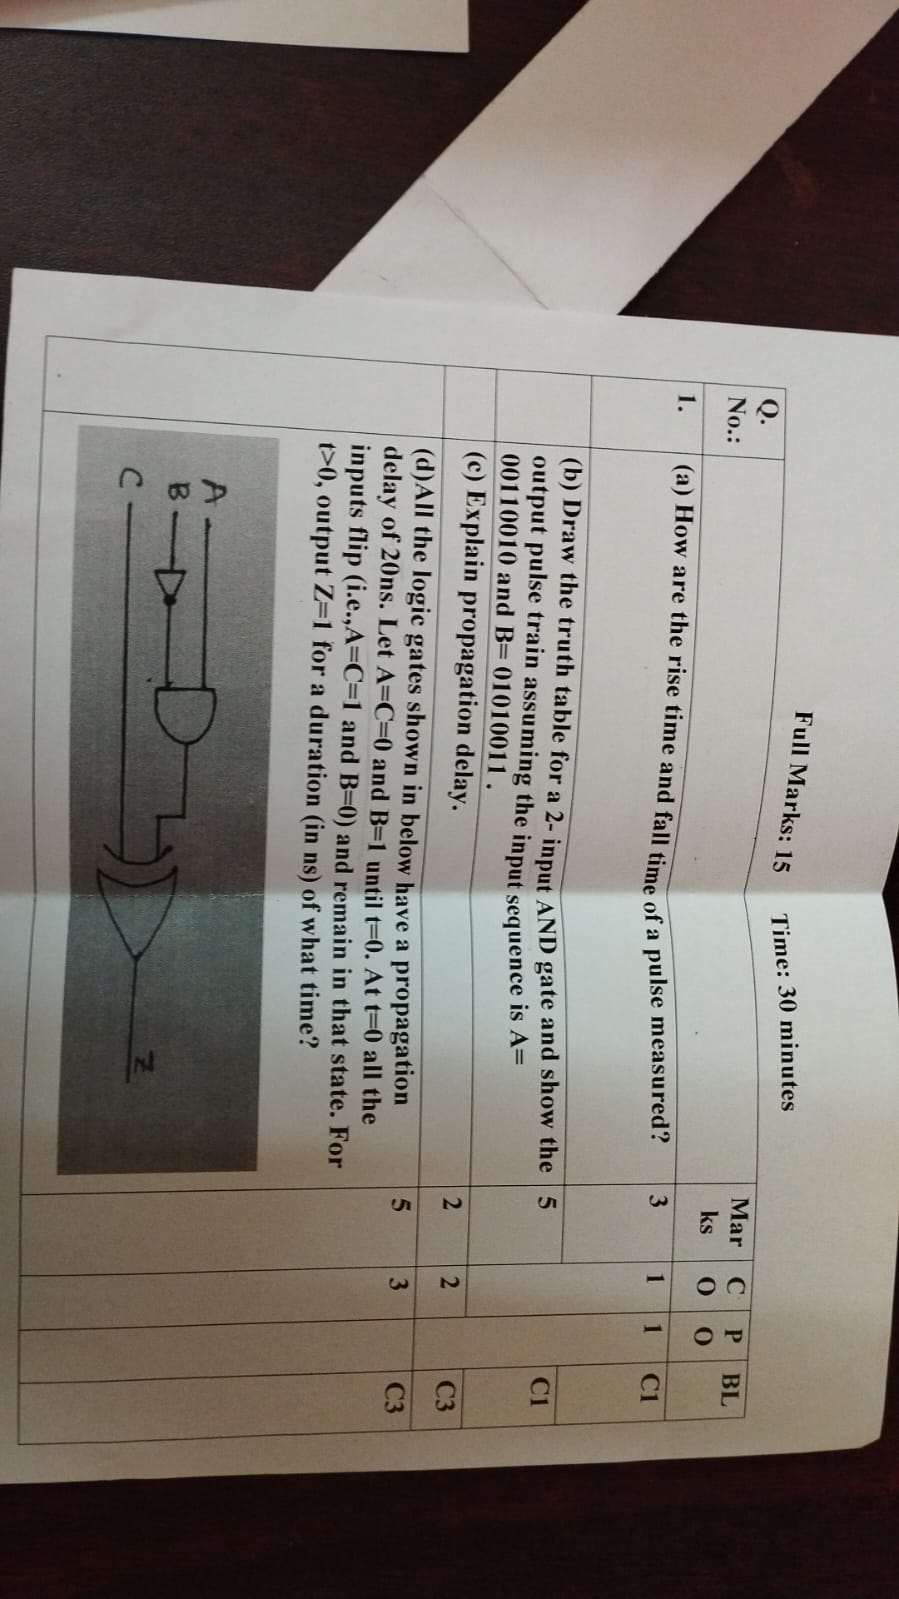 Full Marks: 15 Time: 30 minutes
Q. Mar C P BL
No.: ks O O
1. (a) How are the rise time and fall time of a pulse measured? 3 1 1 C1
(b) Draw the truth table for a 2- input AND gate and show the 5
output pulse train assuming the input sequence is A= C1
00110010 and B= 01010011 .
(c) Explain propagation delay. 2 2 C3
(d)All the logic gates shown in below have a propagation 5 3 C3
delay of 20ns. Let A=C=0 and B=1 until t=0. At t=0 all the
inputs flip (i.e.,A=C=1 and B=0) and remain in that state. For
t>0, output Z=1 for a duration (in ns) of what time?
A
B
C
Z